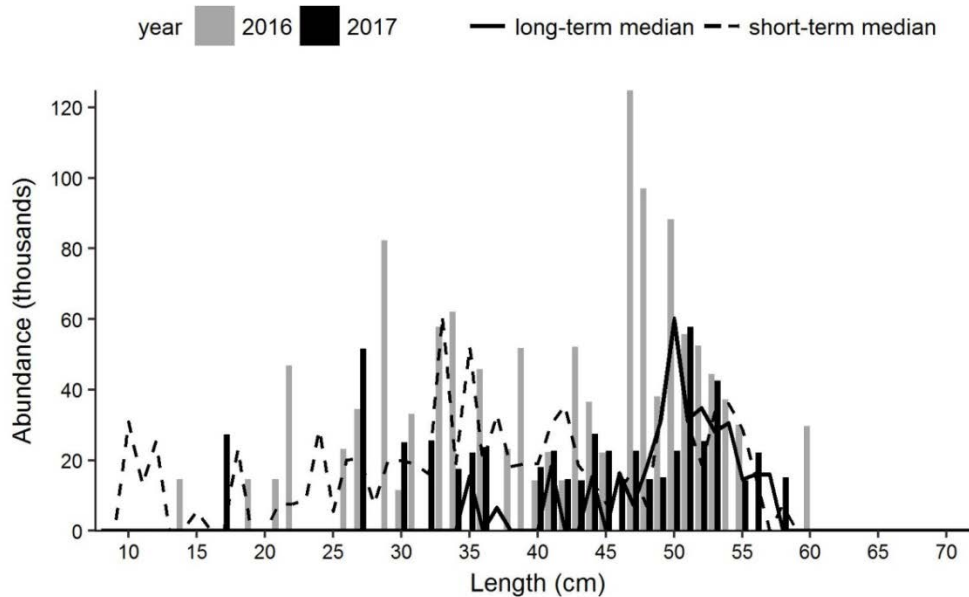 year 2016 2017 long-term median short-term median
120
100
80
60
40
20
0
Abundance (thousands)
10 15 20 25 30 35 40 45 50 55 60 65 70
Length (cm)